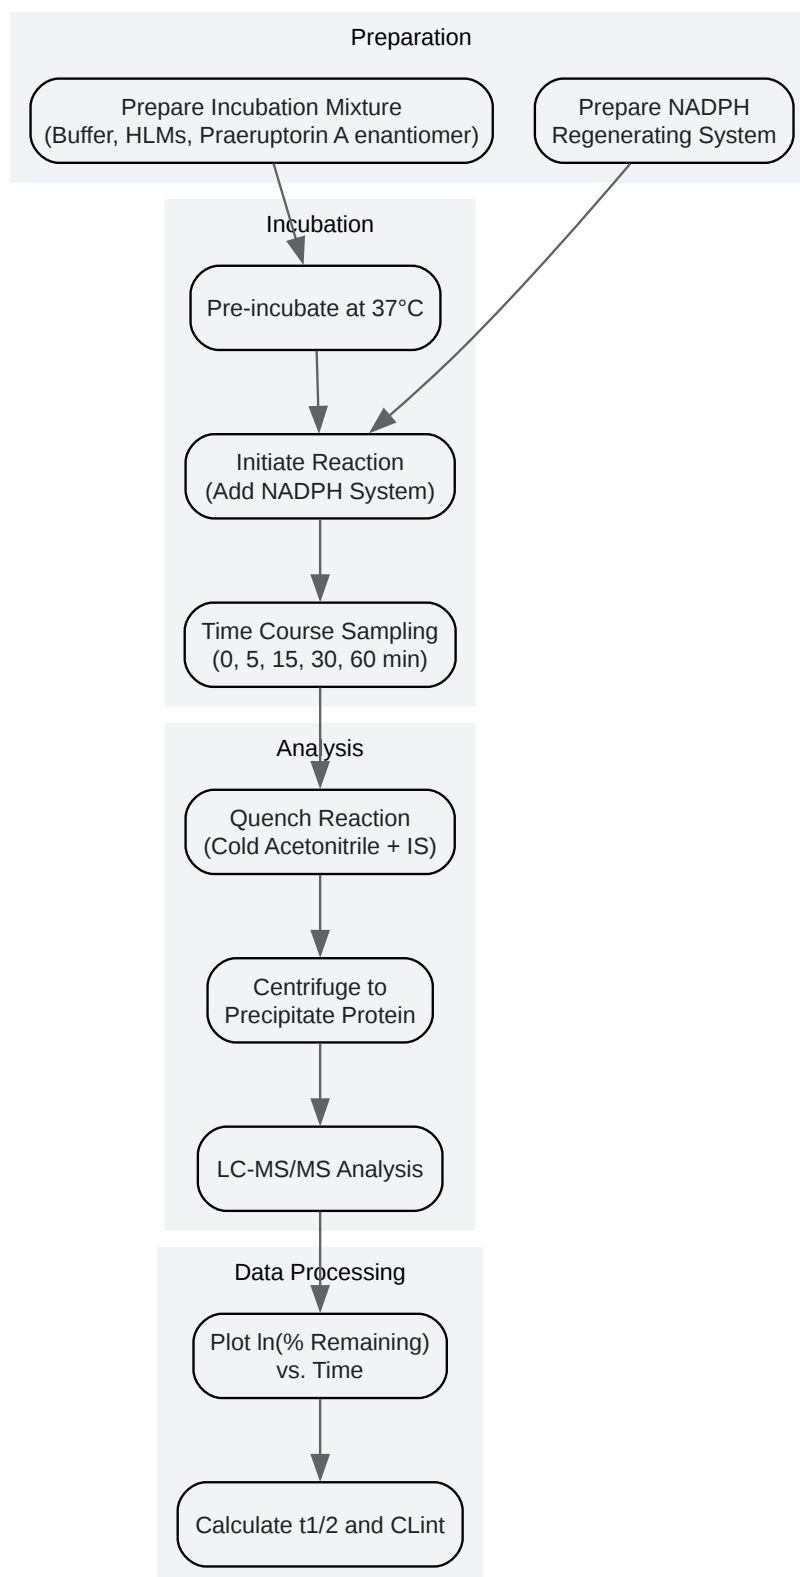 Preparation
Prepare Incubation Mixture
(Buffer, HLMs, Praeruptorin A enantiomer)
Prepare NADPH
Regenerating System
Incubation
Pre-incubate at 37°C
Initiate Reaction
(Add NADPH System)
Time Course Sampling
(0, 5, 15, 30, 60 min)
Analysis
Quench Reaction
(Cold Acetonitrile + IS)
Centrifuge to
Precipitate Protein
LC-MS/MS Analysis
Data Processing
Plot ln(% Remaining)
vs. Time
Calculate t1/2 and CLint